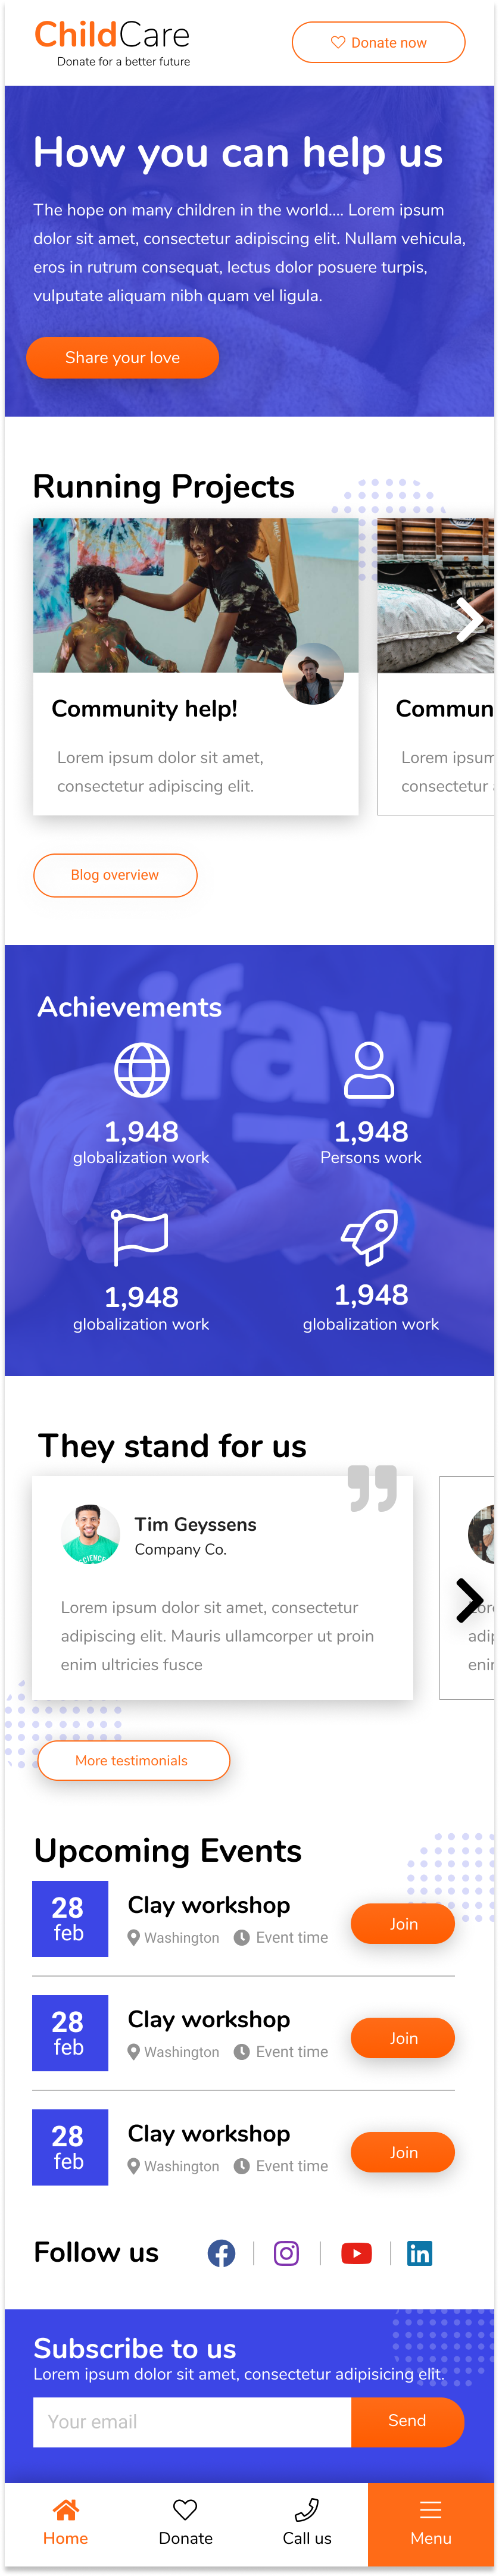 ChildCare
Donate for a better future
Donate now
How you can help us
The hope on many children in the world.... Lorem ipsum
dolor sit amet, consectetur adipiscing elit. Nullam vehicula,
eros in rutrum consequat, lectus dolor posuere turpis,
vulputate aliquam nibh quam vel ligula.
Share your love
Running Projects
Community help!
Lorem ipsum dolor sit amet,
consectetur adipiscing elit.
Commun
Lorem ipsum
consectetur
Blog overview
ifaw
Achievements
1,948
globalization work
1,948
Persons work
1,948
globalization work
1,948
globalization work
They stand for us
Tim Geyssens
Company Co.
SCIENCE
Lorem ipsum dolor sit amet, consectetur
adipiscing elit. Mauris ullamcorper ut proin
enim ultricies fusce
More testimonials
Upcoming Events
28
feb
Clay workshop
Washington Event time
Join
28
feb
Clay workshop
Washington Event time
Join
28
feb
Clay workshop
Washington Event time
Join
Follow us
Subscribe to us
Lorem ipsum dolor sit amet, consectetur adipisicing elit.
Your email
Send
Home
Donate
Call us
Menu